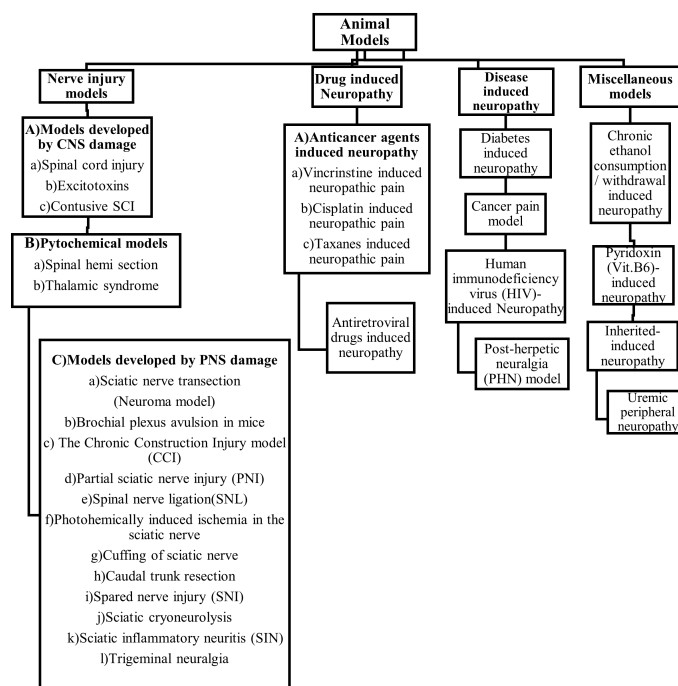 Animal
Models
Nerve injury
models
Drug induced
Neuropathy
Disease
induced
neuropathy
Miscellaneous
models
A)Models developed
by CNS damage
a)Spinal cord injury
b)Excitotoxins
c)Contusive SCI
B)Pytochemical models
a)Spinal hemi section
b)Thalamic syndrome
C)Models developed by PNS damage
a)Sciatic nerve transection
(Neuroma model)
b)Brochial plexus avulsion in mice
c) The Chronic Construction Injury model
(CCI)
d)Partial sciatic nerve injury (PNI)
e)Spinal nerve ligation(SNL)
f)Photohemically induced ischemia in the
sciatic nerve
g)Cuffing of sciatic nerve
h)Caudal trunk resection
i)Spared nerve injury (SNI)
j)Sciatic cryoneurolysis
k)Sciatic inflammatory neuritis (SIN)
l)Trigeminal neuralgia
A)Anticancer agents
induced neuropathy
a)Vincrinstine induced
neuropathic pain
b)Cisplatin induced
neuropathic pain
c)Taxanes induced
neuropathic pain
Antiretroviral
drugs induced
neuropathy
Diabetes
induced
neuropathy
Cancer pain
model
Human
immunodeficiency
virus (HIV)-
induced Neuropathy
Post-herpetic
neuralgia
(PHN) model
Chronic
ethanol
consumption
/ withdrawal
induced
neuropathy
Pyridoxin
(Vit.B6)-
induced
neuropathy
Inherited-
induced
neuropathy
Uremic
peripheral
neuropathy